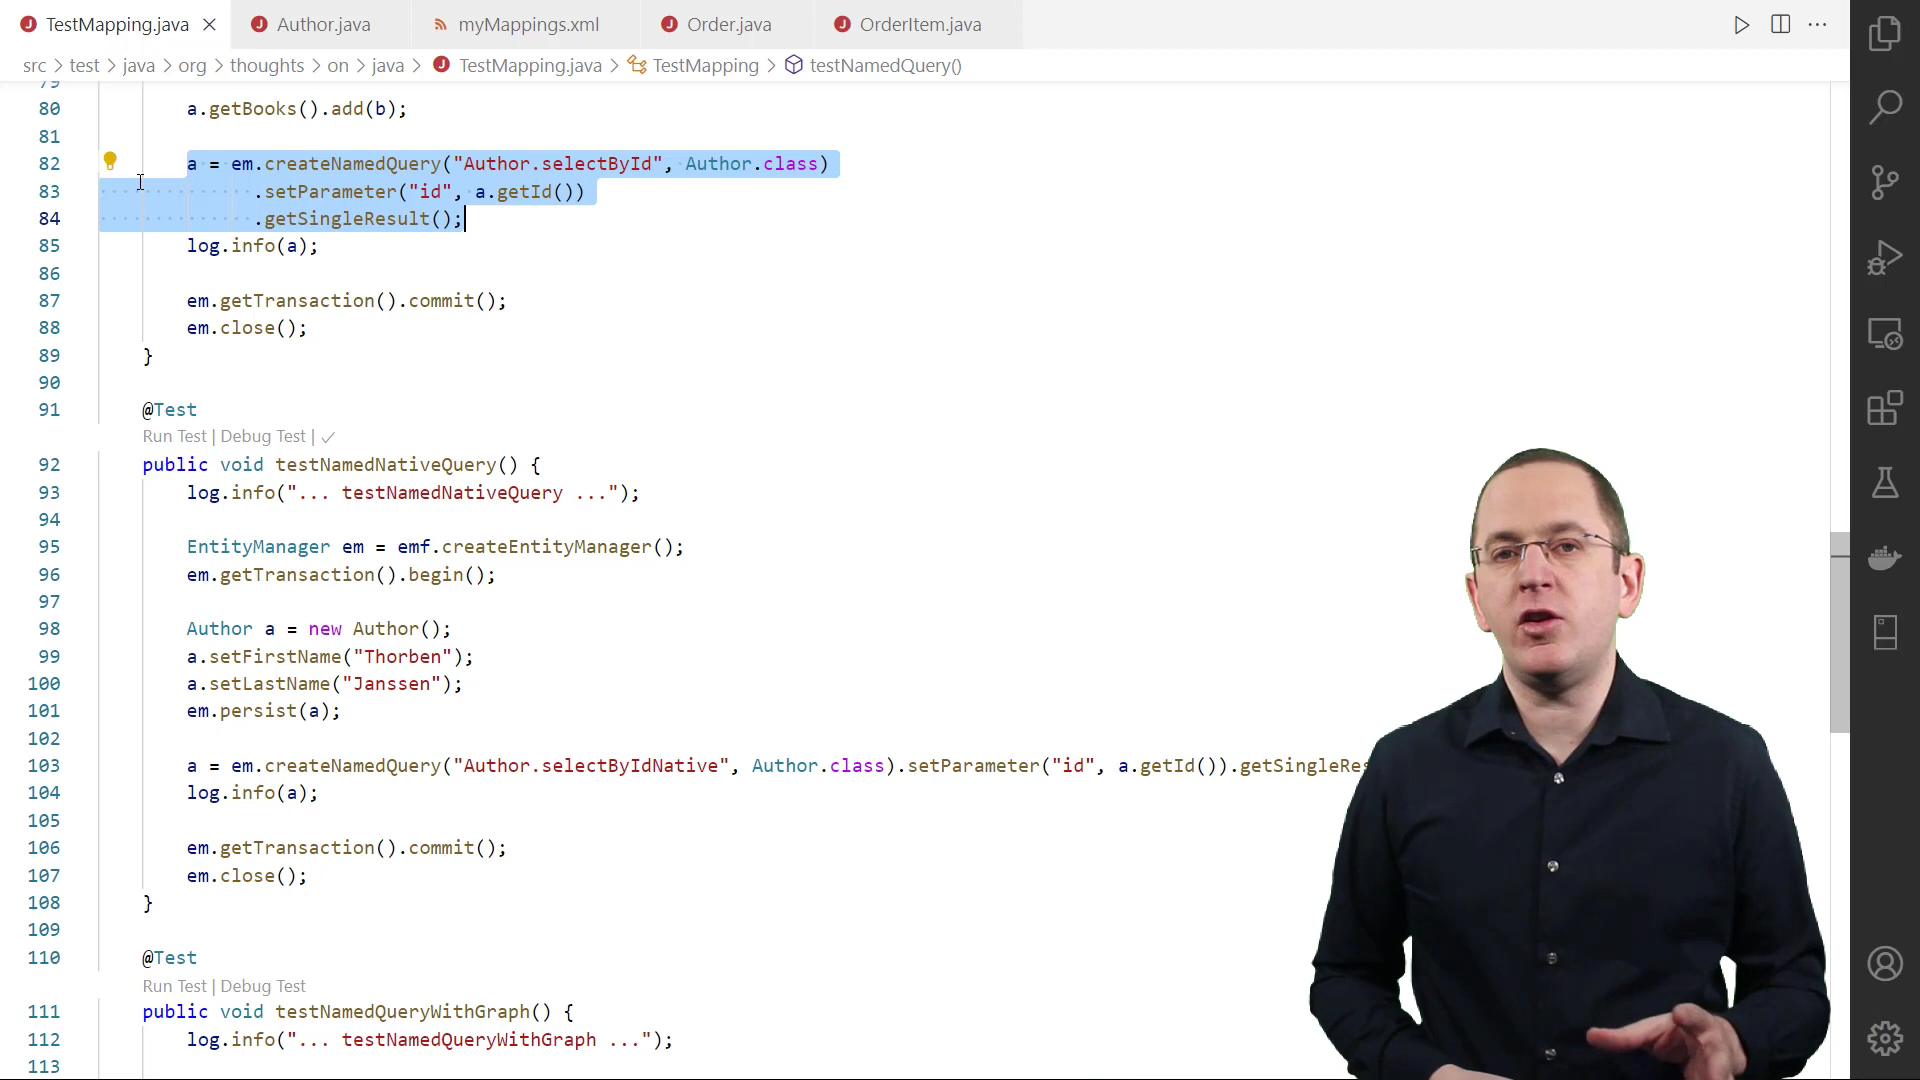 TestMapping.java
Author.java
myMappings.xml
Order.java
OrderItem.java
src > test > java > org > thoughts > on > java > TestMapping.java > TestMapping > testNamedQuery()
79
80 a.getBooks().add(b);
81
82 a = em.createNamedQuery("Author.selectById", Author.class)
83 .setParameter("id", a.getId())
84 .getSingleResult();
85 log.info(a);
86
87 em.getTransaction().commit();
88 em.close();
89 }
90
91 @Test
Run Test | Debug Test | ✓
92 public void testNamedNativeQuery() {
93 log.info("... testNamedNativeQuery ...");
94
95 EntityManager em = emf.createEntityManager();
96 em.getTransaction().begin();
97
98 Author a = new Author();
99 a.setFirstName("Thorben");
100 a.setLastName("Janssen");
101 em.persist(a);
102
103 a = em.createNamedQuery("Author.selectByIdNative", Author.class).setParameter("id", a.getId()).getSingleRes
104 log.info(a);
105
106 em.getTransaction().commit();
107 em.close();
108 }
109
110 @Test
Run Test | Debug Test
111 public void testNamedQueryWithGraph() {
112 log.info("... testNamedQueryWithGraph ...");
113